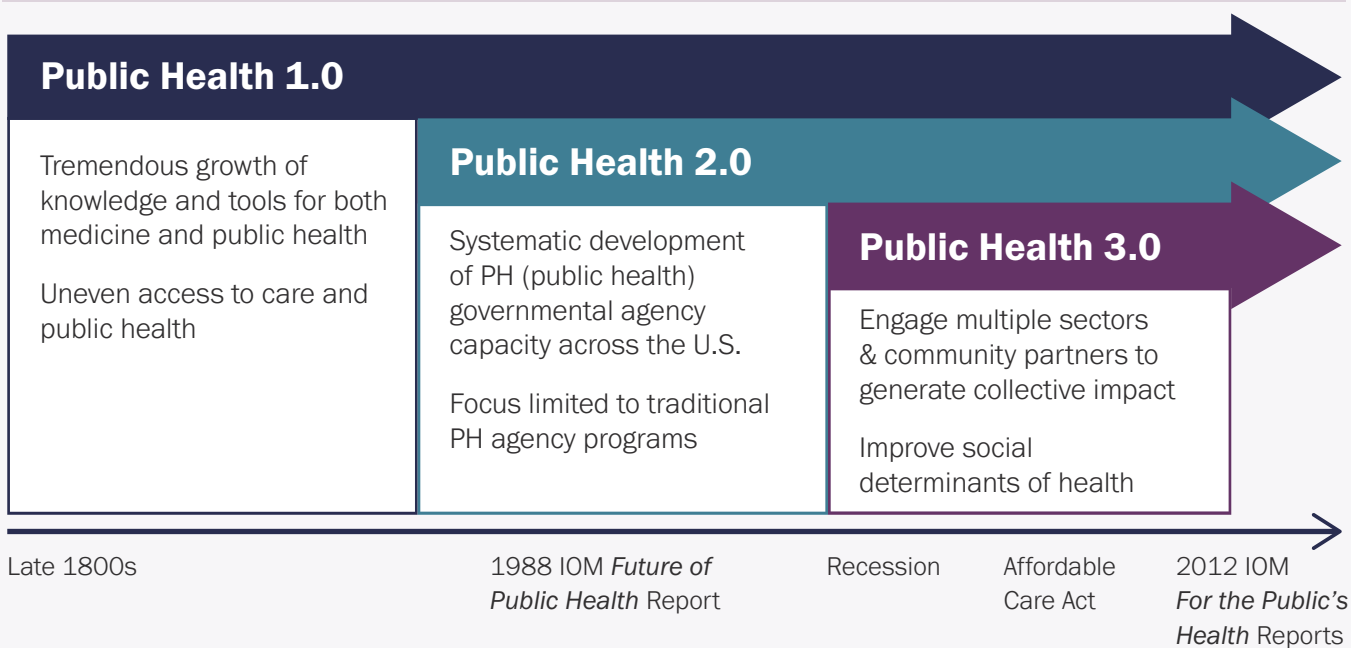 Public Health 1.0
Tremendous growth of
knowledge and tools for both
medicine and public health
Uneven access to care and
public health
Public Health 2.0
Systematic development
of PH (public health)
governmental agency
capacity across the U.S.
Focus limited to traditional
PH agency programs
Public Health 3.0
Engage multiple sectors
& community partners to
generate collective impact
Improve social
determinants of health
Late 1800s
1988 IOM Future of
Public Health Report
Recession
Affordable
Care Act
2012 IOM
For the Public's
Health Reports